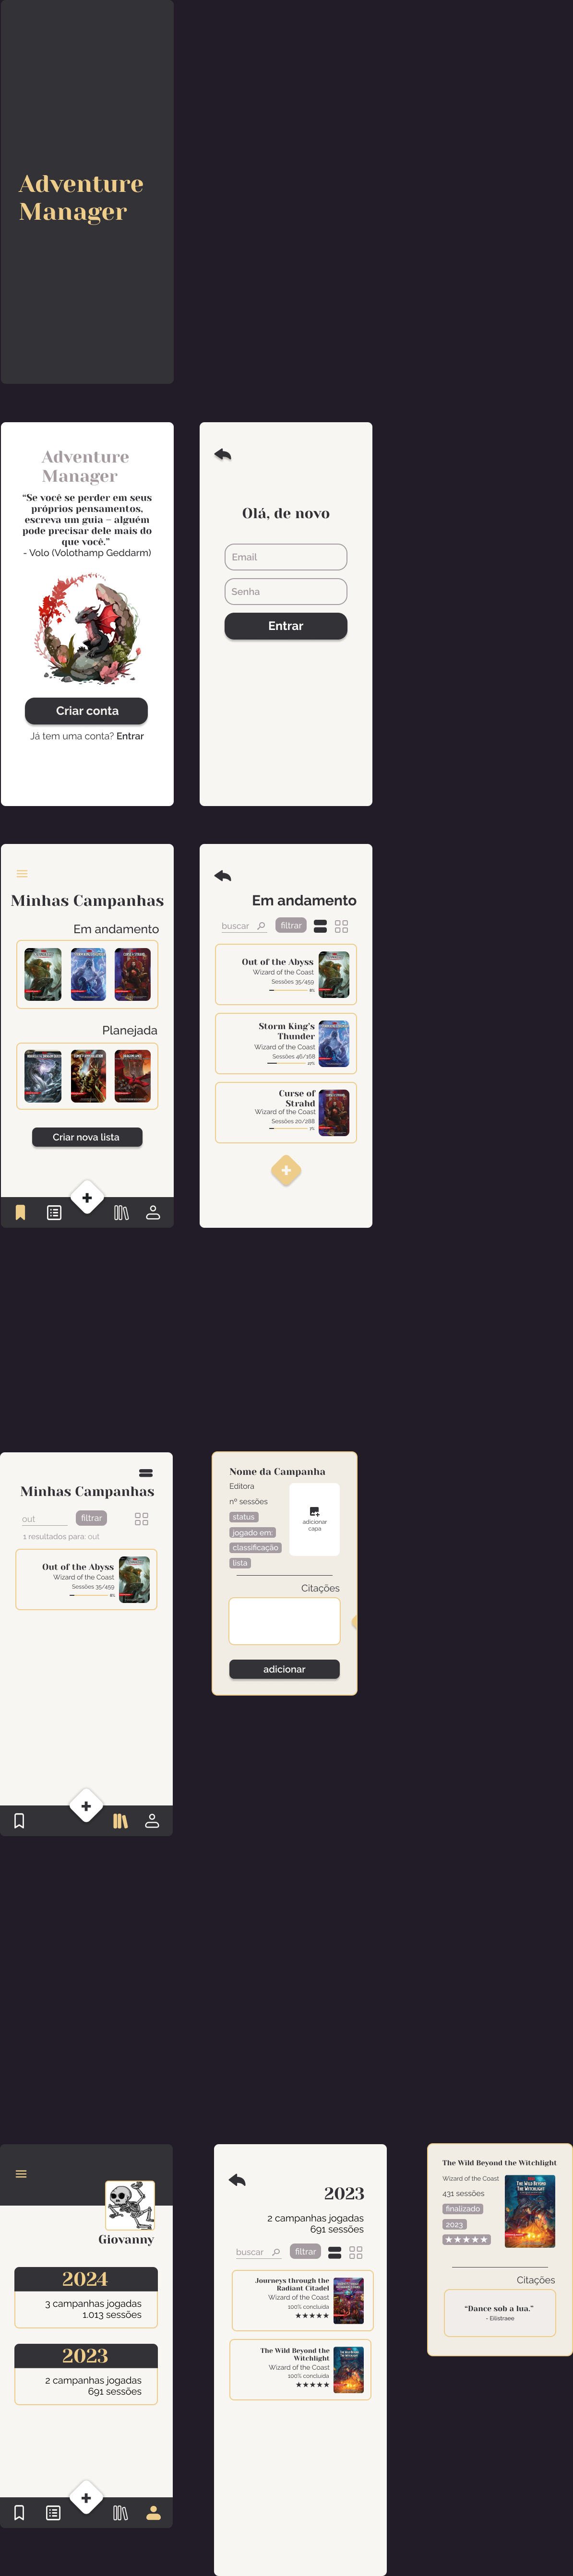 Adventure
Manager
Adventure
Manager
“Se você se perder em seus
próprios pensamentos,
escreva um guia – alguém
pode precisar dele mais do
que você.”
- Volo (Volothamp Geddarm)
Criar conta
Já tem uma conta? Entrar
Olá, de novo
Email
Senha
Entrar
Minhas Campanhas
Em andamento
Planejada
Criar nova lista
+
Em andamento
buscar
filtrar
Out of the Abyss
Wizard of the Coast
Sessões 35/459
8%
Storm King's
Thunder
Wizard of the Coast
Sessões 46/168
Curse of
Strahd
Wizard of the Coast
Sessões 20/288
+
Minhas Campanhas
out
filtrar
1 resultados para: out
Out of the Abyss
Wizard of the Coast
Sessões 35/459
8%
+
Nome da Campanha
Editora
nº sessões
status
jogado em:
classificação
lista
adicionar
capa
Citações
adicionar
Giovanny
2024
3 campanhas jogadas
1.013 sessões
2023
2 campanhas jogadas
691 sessões
+
2023
2 campanhas jogadas
691 sessões
buscar
filtrar
Journeys through the
Radiant Citadel
Wizard of the Coast
100% concluída
★★★★★
The Wild Beyond the
Witchlight
Wizard of the Coast
100% concluída
★★★★★
The Wild Beyond the Witchlight
Wizard of the Coast
431 sessões
finalizado
2023
★★★★★
THE WILD BEYOND
THE WITCHLIGHT
Citações
“Dance sob a lua.”
- Eilistraee